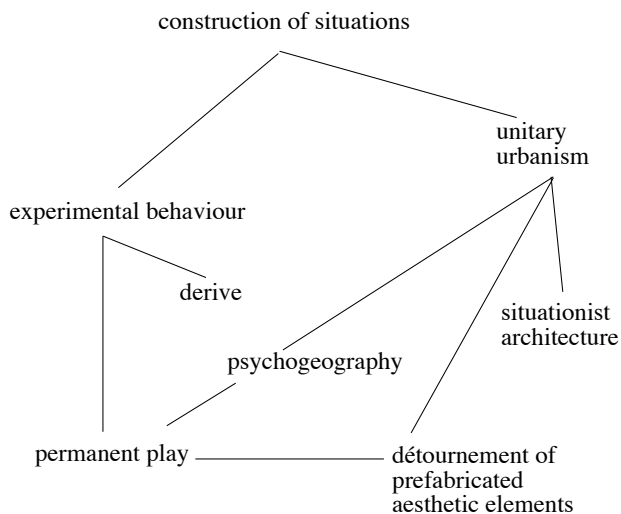 construction of situations
unitary
urbanism
experimental behaviour
derive
situationist
architecture
psychogeography
permanent play
détournement of
prefabricated
aesthetic elements